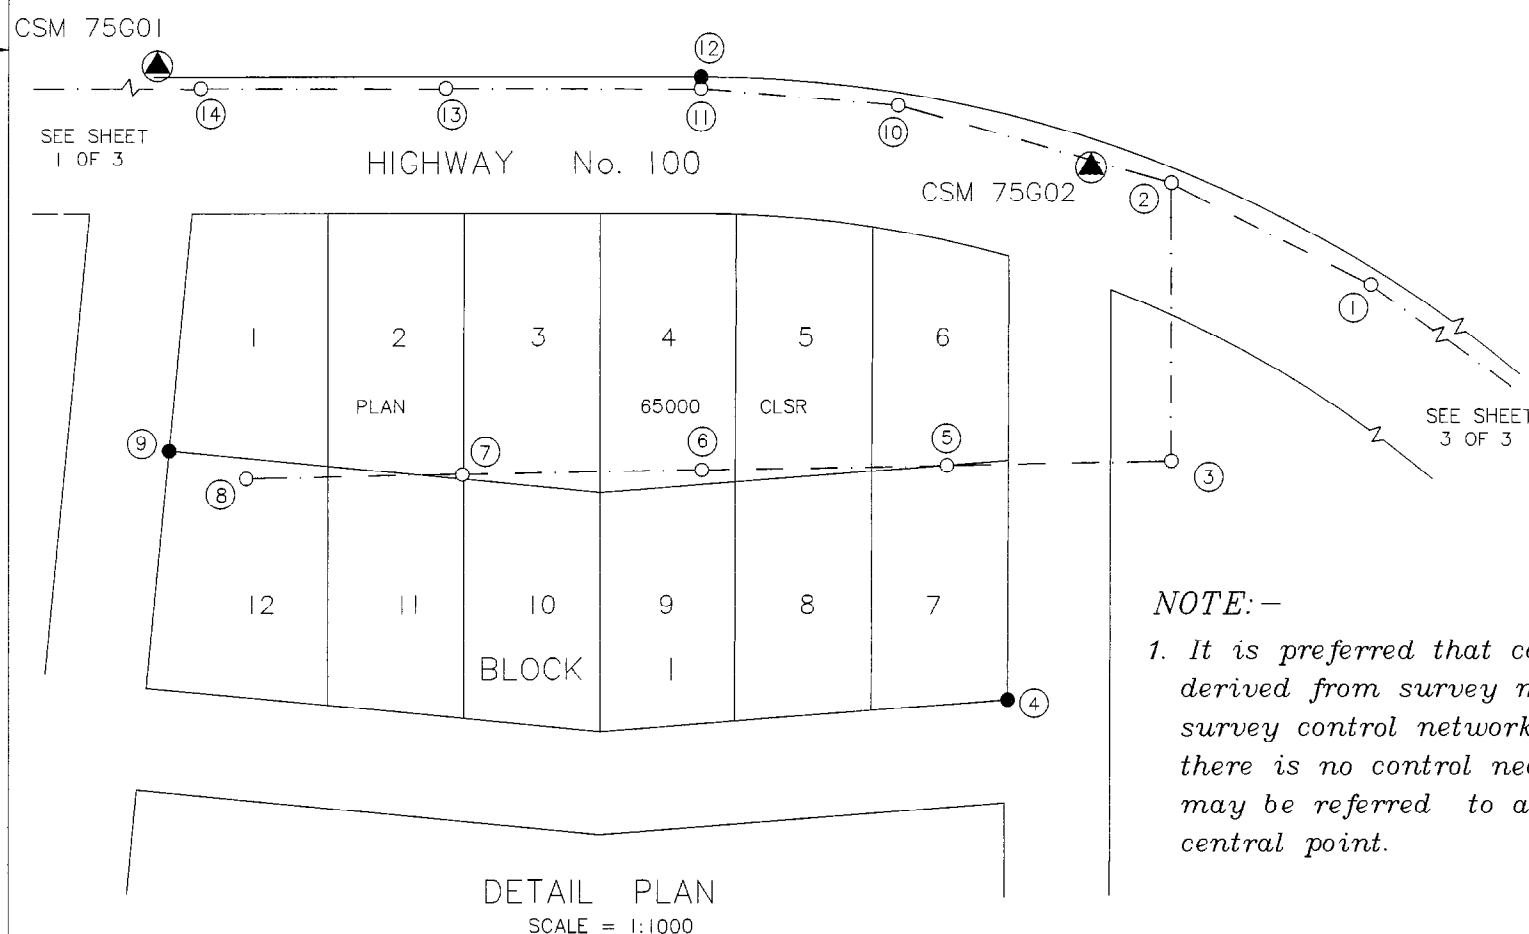 CSM 75G01
12
14
13
11
10
SEE SHEET
1 OF 3
HIGHWAY No. 100
CSM 75G02
2
1
1 2 3 4 5 6
PLAN 65000 CLSR
SEE SHEET
3 OF 3
9
7
6
5
8
3
12 11 10 9 8 7
BLOCK 1
4
NOTE:-
1. It is preferred that
derived from survey
survey control network
there is no control
may be referred to
central point.
DETAIL PLAN
SCALE = 1:1000